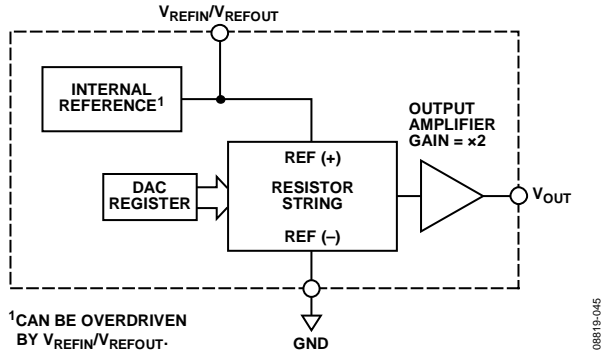 VREFIN/VREFOUT
INTERNAL
REFERENCE1
OUTPUT
AMPLIFIER
GAIN = ×2
REF (+)
DAC
REGISTER
RESISTOR
STRING
REF (–)
VOUT
GND
1CAN BE OVERDRIVEN
BY VREFIN/VREFOUT.
08819-045